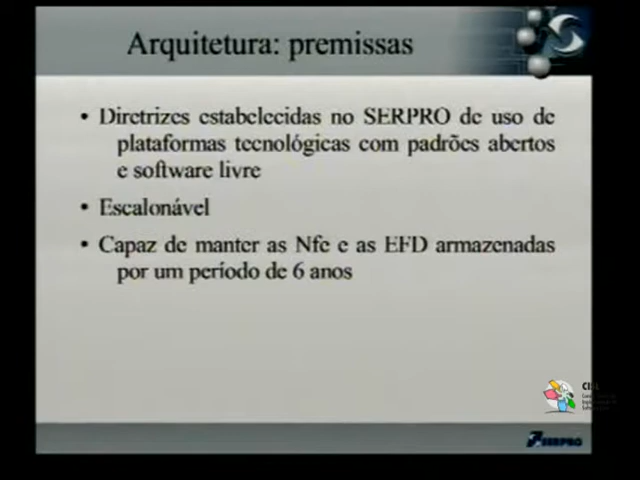 Arquitetura: premissas
• Diretrizes estabelecidas no SERPRO de uso de
plataformas tecnológicas com padrões abertos
e software livre
• Escalonável
• Capaz de manter as Nfe e as EFD armazenadas
por um período de 6 anos
SERPRO